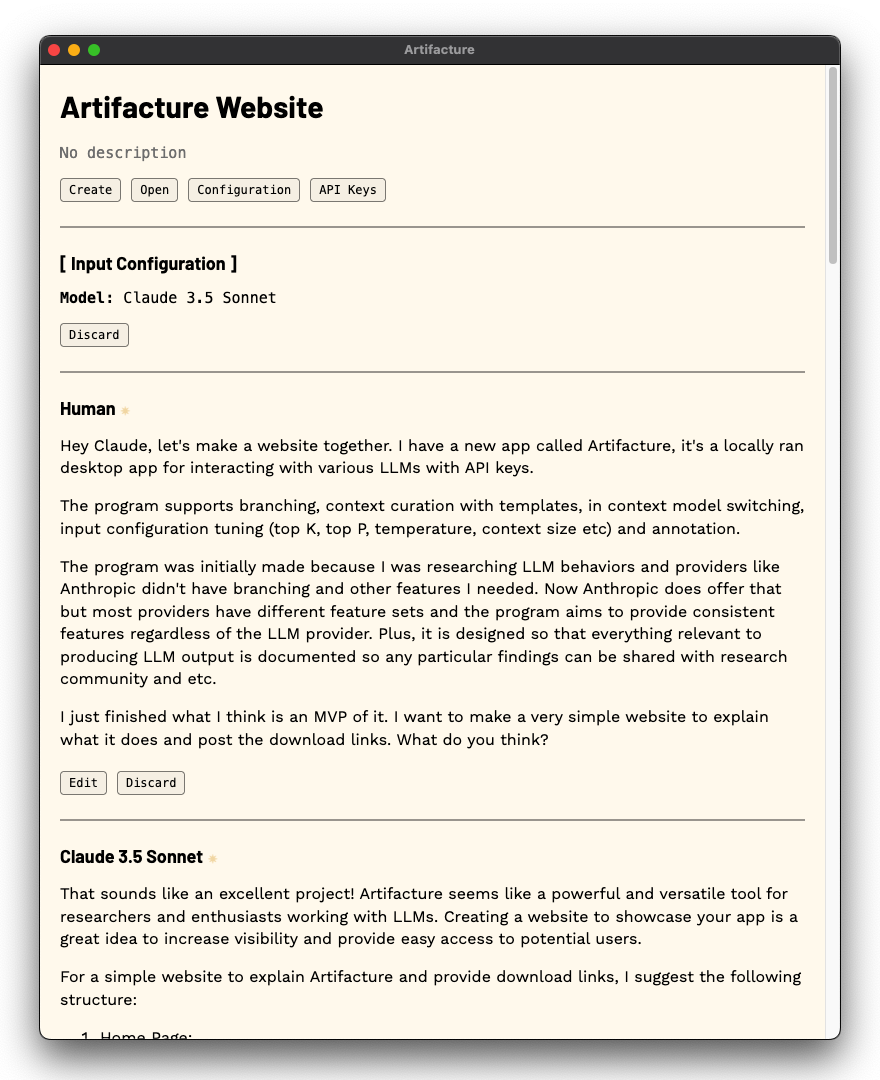 Artifacture
Artifacture Website
No description
Create Open Configuration API Keys
[ Input Configuration ]
Model: Claude 3.5 Sonnet
Discard
Human
Hey Claude, let's make a website together. I have a new app called Artifacture, it's a locally ran
desktop app for interacting with various LLMs with API keys.
The program supports branching, context curation with templates, in context model switching,
input configuration tuning (top K, top P, temperature, context size etc) and annotation.
The program was initially made because I was researching LLM behaviors and providers like
Anthropic didn't have branching and other features I needed. Now Anthropic does offer that
but most providers have different feature sets and the program aims to provide consistent
features regardless of the LLM provider. Plus, it is designed so that everything relevant to
producing LLM output is documented so any particular findings can be shared with research
community and etc.
I just finished what I think is an MVP of it. I want to make a very simple website to explain
what it does and post the download links. What do you think?
Edit Discard
Claude 3.5 Sonnet
That sounds like an excellent project! Artifacture seems like a powerful and versatile tool for
researchers and enthusiasts working with LLMs. Creating a website to showcase your app is a
great idea to increase visibility and provide easy access to potential users.
For a simple website to explain Artifacture and provide download links, I suggest the following
structure:
1. Home Page: